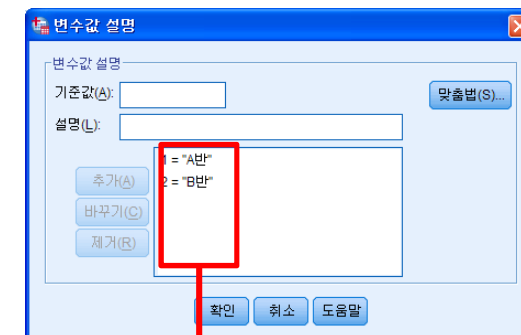 변수값 설명
변수값 설명
기준값(A):
맞춤법(S)...
설명(L):
1 = "A반"
추가(A)
2 = "B반"
바꾸기(C)
제거(R)
확인 취소 도움말